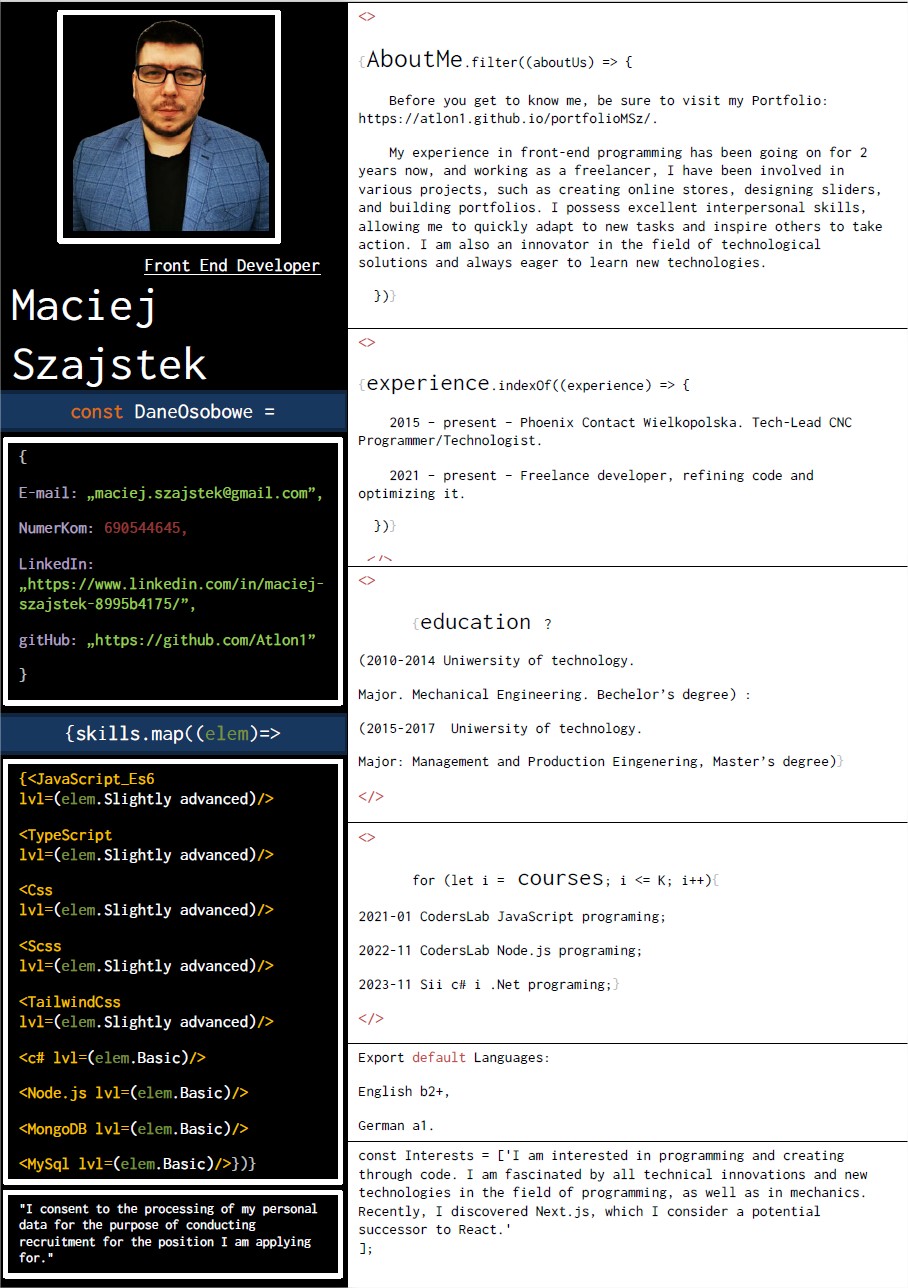 Front End Developer
Maciej
Szajstek
const DaneOsobowe =
{
E-mail: „maciej.szajstek@gmail.com”,
NumerKom: 690544645,
LinkedIn:
„https://www.linkedin.com/in/maciej-
szajstek-8995b4175/”,
gitHub: „https://github.com/Atlon1”
}
{skills.map((elem)=>
{<JavaScript_Es6
lvl=(elem.Slightly advanced)/>
<TypeScript
lvl=(elem.Slightly advanced)/>
<Css
lvl=(elem.Slightly advanced)/>
<Scss
lvl=(elem.Slightly advanced)/>
<TailwindCss
lvl=(elem.Slightly advanced)/>
<c# lvl=(elem.Basic)/>
<Node.js lvl=(elem.Basic)/>
<MongoDB lvl=(elem.Basic)/>
<MySql lvl=(elem.Basic)/>})}
"I consent to the processing of my personal
data for the purpose of conducting
recruitment for the position I am applying
for."
<>
{AboutMe.filter((aboutUs) => {
Before you get to know me, be sure to visit my Portfolio:
https://atlon1.github.io/portfolioMSz/.
My experience in front-end programming has been going on for 2
years now, and working as a freelancer, I have been involved in
various projects, such as creating online stores, designing sliders,
and building portfolios. I possess excellent interpersonal skills,
allowing me to quickly adapt to new tasks and inspire others to take
action. I am also an innovator in the field of technological
solutions and always eager to learn new technologies.
})}
<>
{experience.indexOf((experience) => {
2015 – present – Phoenix Contact Wielkopolska. Tech-Lead CNC
Programmer/Technologist.
2021 – present – Freelance developer, refining code and
optimizing it.
})}
</>
<>
{education ?
(2010-2014 Uniwersity of technology.
Major. Mechanical Engineering. Bechelor’s degree) :
(2015-2017  Uniwersity of technology.
Major: Management and Production Eingenering, Master’s degree)}
</>
<>
for (let i = courses; i <= K; i++){
2021-01 CodersLab JavaScript programing;
2022-11 CodersLab Node.js programing;
2023-11 Sii c# i .Net programing;}
</>
Export default Languages:
English b2+,
German a1.
const Interests = ['I am interested in programming and creating
through code. I am fascinated by all technical innovations and new
technologies in the field of programming, as well as in mechanics.
Recently, I discovered Next.js, which I consider a potential
successor to React.'
];